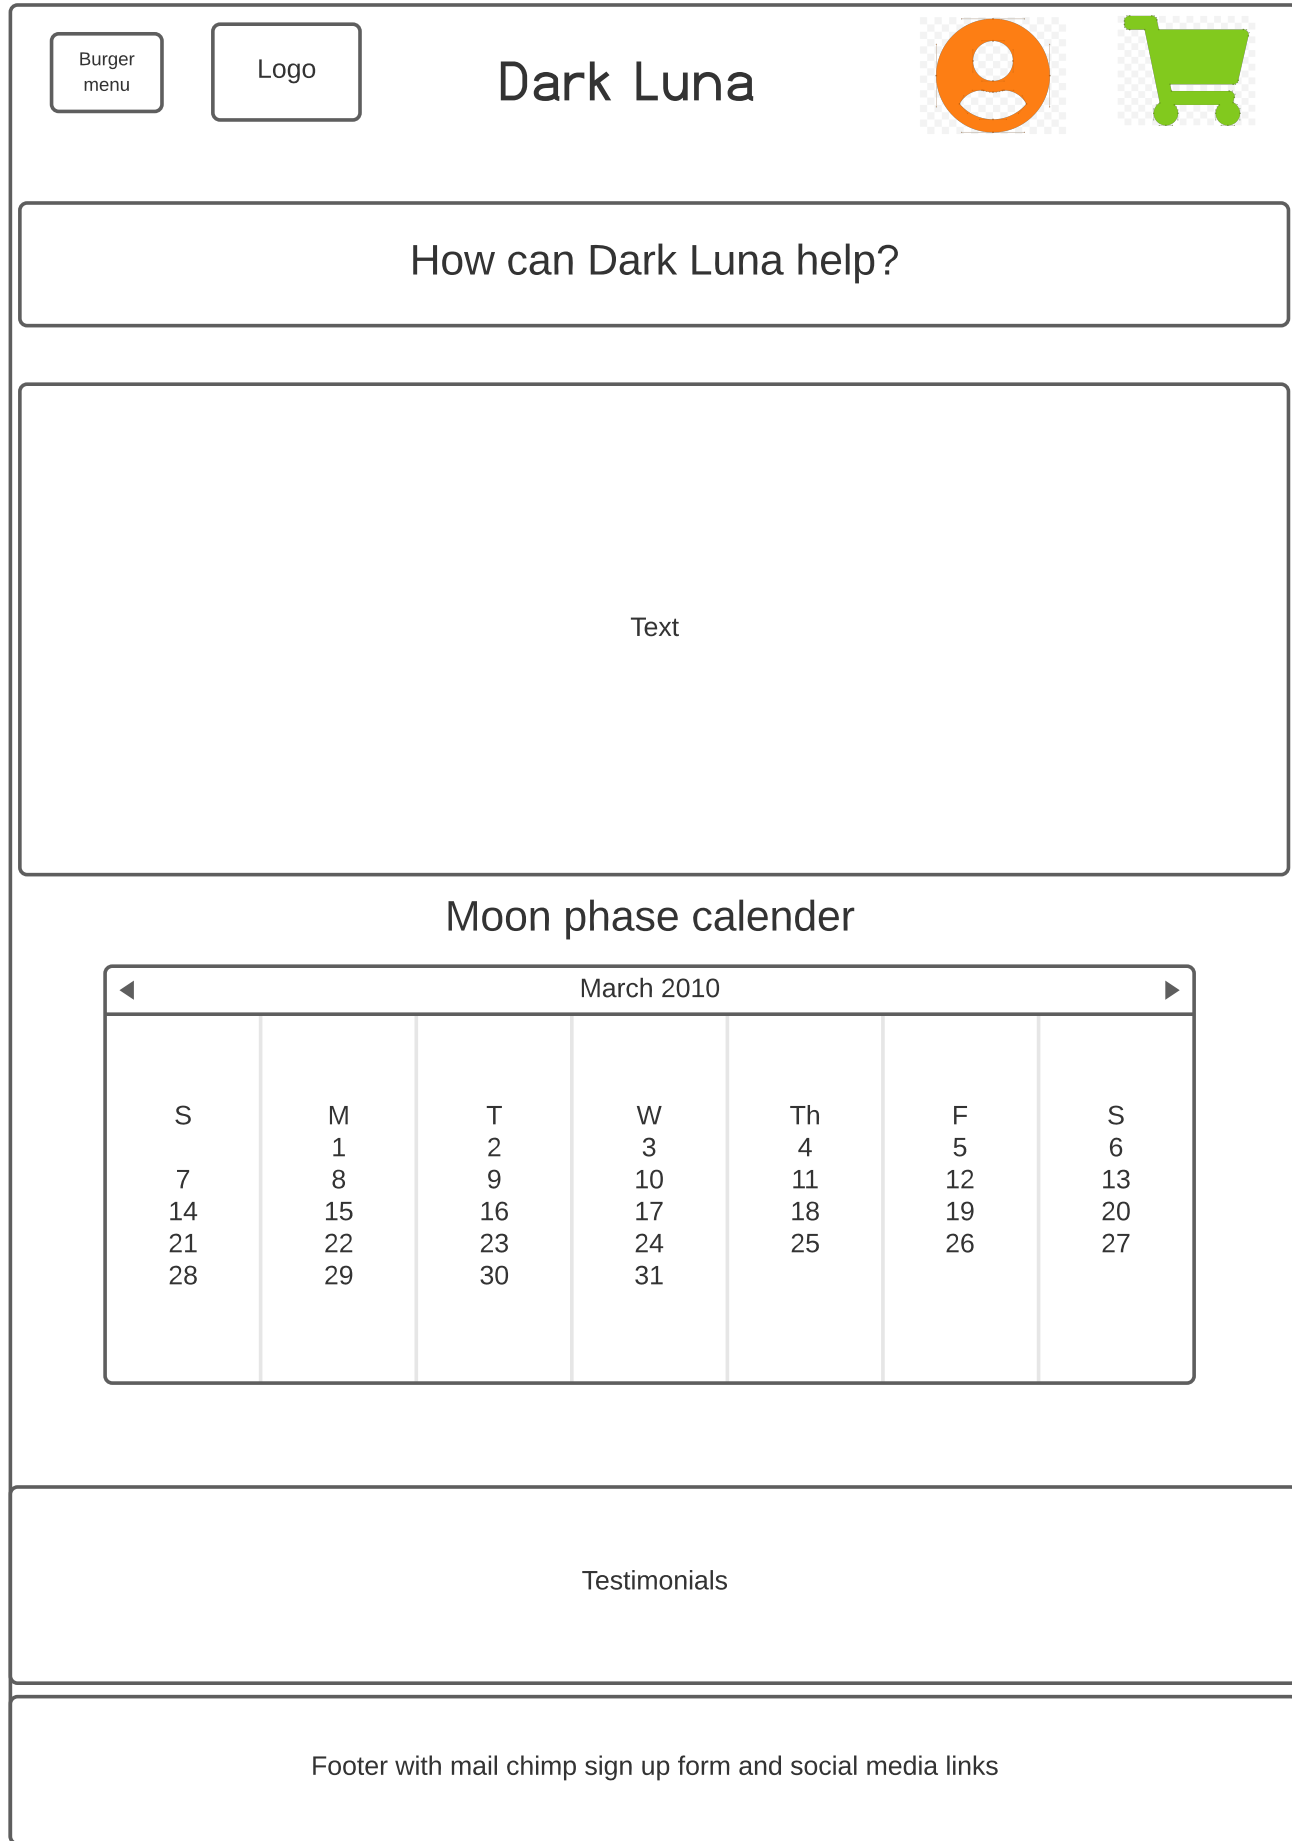 Burger
menu
Logo
Dark Luna
How can Dark Luna help?
Text
Moon phase calender
March 2010
S M T W Th F S
1 2 3 4 5 6
7 8 9 10 11 12 13
14 15 16 17 18 19 20
21 22 23 24 25 26 27
28 29 30 31
Testimonials
Footer with mail chimp sign up form and social media links